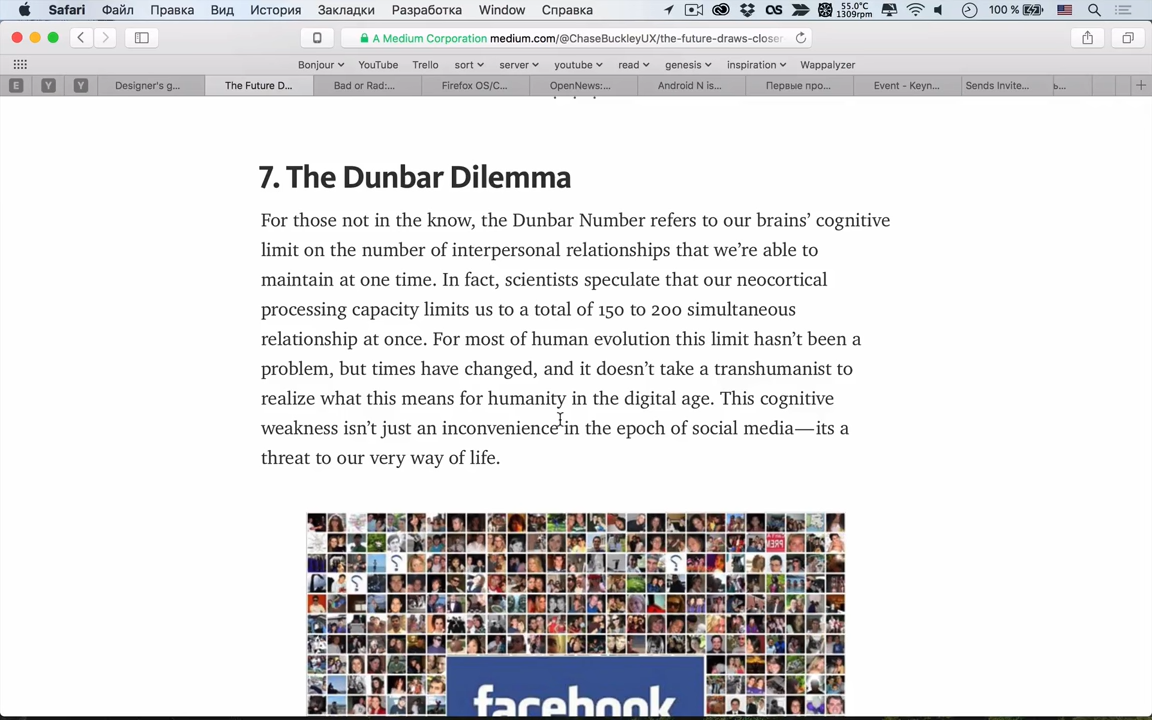 Safari Файл Правка Вид История Закладки Разработка Window Справка
55.0°C
1309rpm
100 %
A Medium Corporation medium.com/@ChaseBuckleyUX/the-future-draws-closer
Bonjour YouTube Trello sort server youtube read genesis inspiration Wappalyzer
E Y Y Designer's g... The Future D... Bad or Rad:... Firefox OS/C... OpenNews:... Android N is... Первые про... Event - Keyn... Sends Invite...
7. The Dunbar Dilemma
For those not in the know, the Dunbar Number refers to our brains’ cognitive
limit on the number of interpersonal relationships that we’re able to
maintain at one time. In fact, scientists speculate that our neocortical
processing capacity limits us to a total of 150 to 200 simultaneous
relationship at once. For most of human evolution this limit hasn’t been a
problem, but times have changed, and it doesn’t take a transhumanist to
realize what this means for humanity in the digital age. This cognitive
weakness isn’t just an inconvenience in the epoch of social media—its a
threat to our very way of life.
facebook